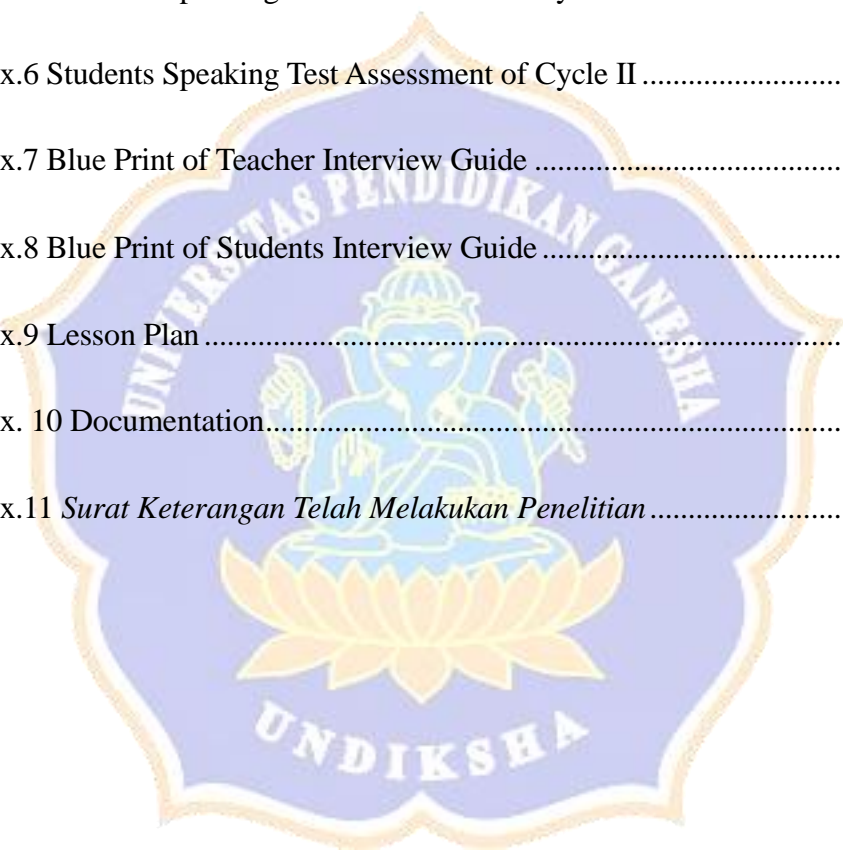 x.6 Students Speaking Test Assessment of Cycle II ........................
x.7 Blue Print of Teacher Interview Guide ....................................
x.8 Blue Print of Students Interview Guide ...................................
x.9 Lesson Plan ...........................................................................
x. 10 Documentation....................................................................
x.11 Surat Keterangan Telah Melakukan Penelitian .......................
UNIVERSITAS PENDIDIKAN GANESHA
UNDIKSHA